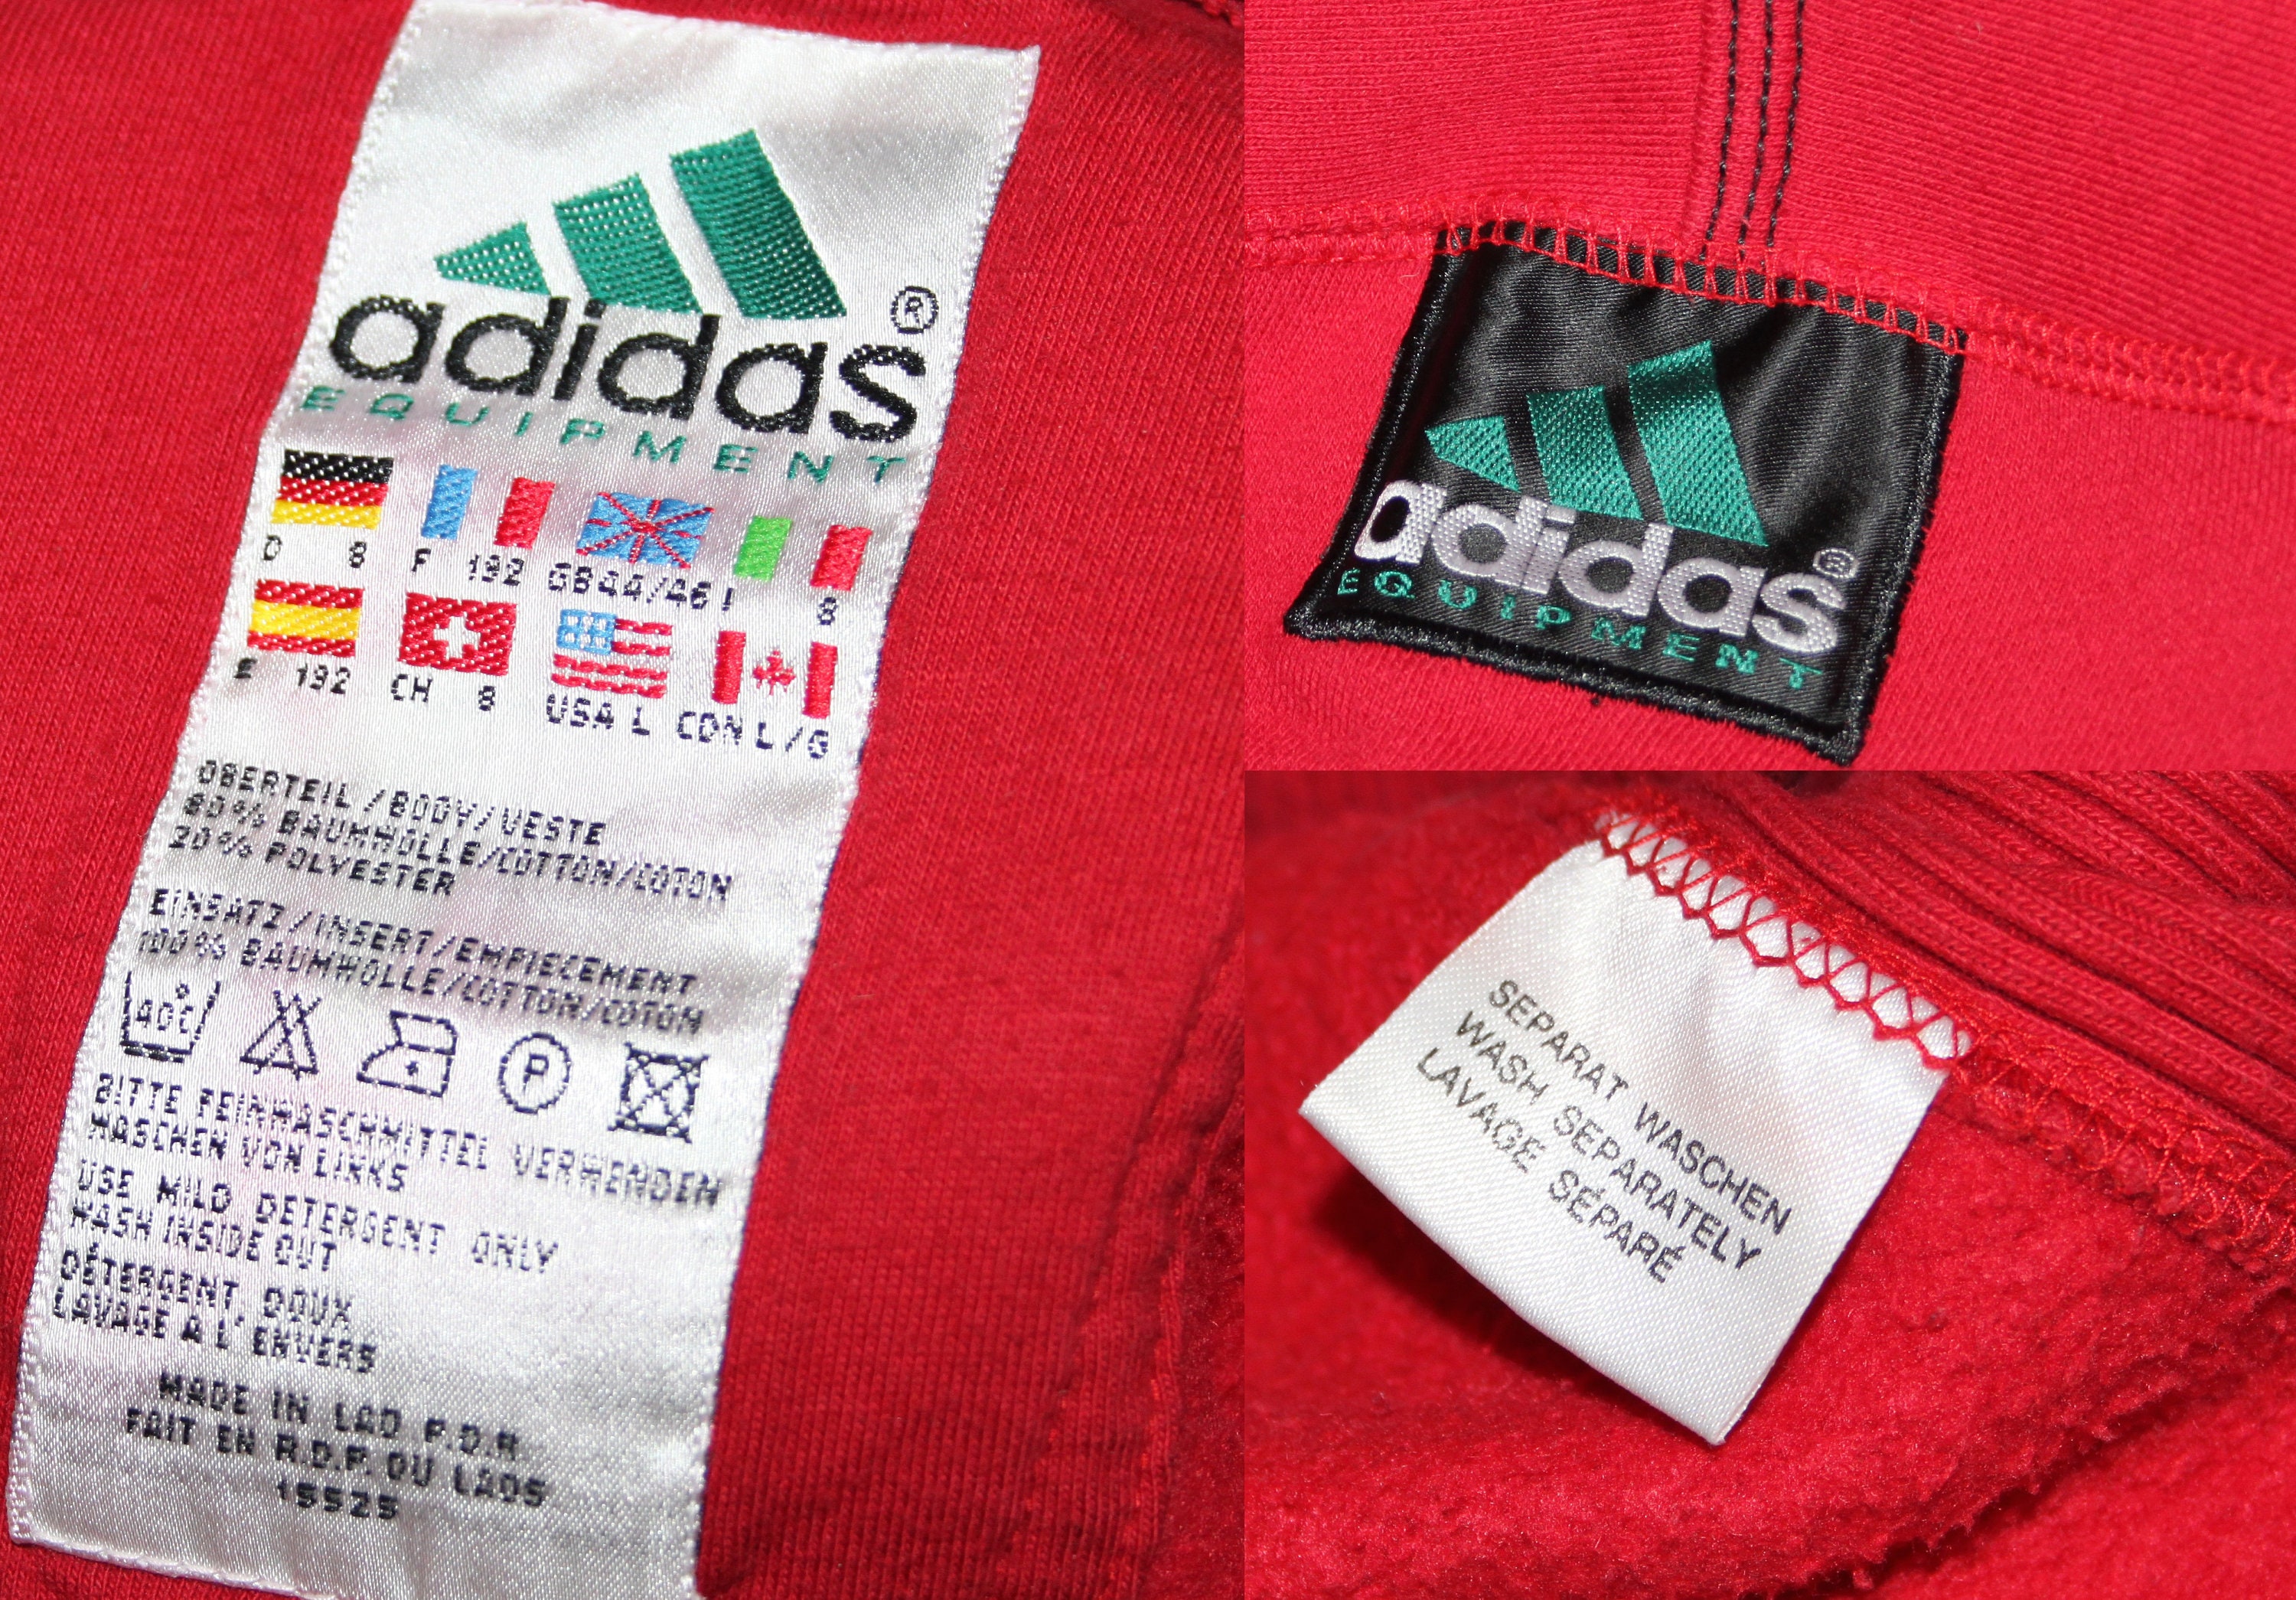 adidas ®
EQUIPMENT
D 8 F 192 GB 44/46 I 8
E 192 CH 8 USA L CDN L/G
OBERTEIL/BODY/VESTE
80% BAUMWOLLE/COTTON/COTON
20% POLYESTER
EINSATZ/INSERT/EMPIECEMENT
100% BAUMWOLLE/COTTON/COTON
40°C P
BITTE FEINWASCHMITTEL VERWENDEN
WASCHEN VON LINKS
USE MILD DETERGENT ONLY
WASH INSIDE OUT
DÉTERGENT DOUX
LAVAGE A L'ENVERS
MADE IN LAO P.D.R.
FAIT EN R.D.P. DU LAOS
15525
adidas ®
EQUIPMENT
SEPARAT WASCHEN
WASH SEPARATELY
LAVAGE SÉPARÉ